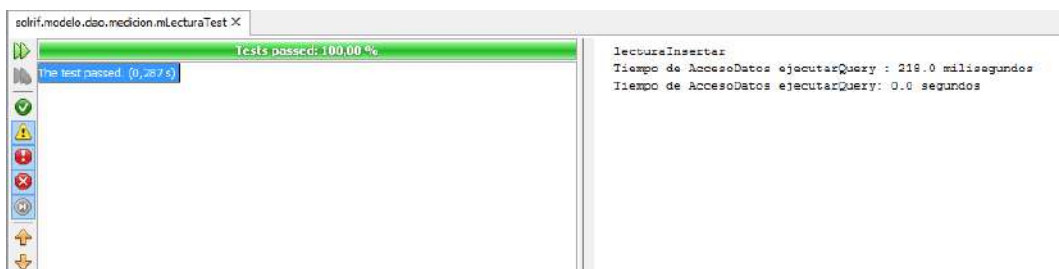 solrif.modelo.dao.medicion.mLecturaTest X
Tests passed: 100,00 %
The test passed. (0,287 s)
lecturaInsertar
Tiempo de AccesoDatos ejecutarQuery : 218.0 milisegundos
Tiempo de AccesoDatos ejecutarQuery: 0.0 segundos